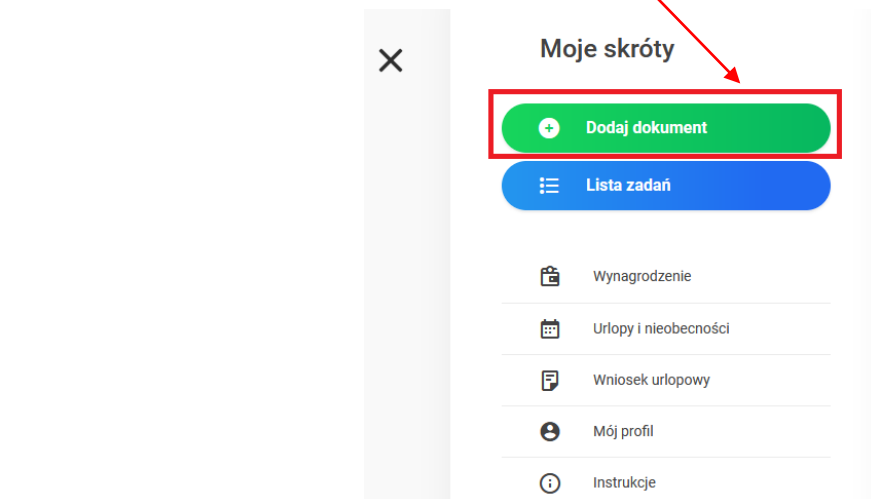 Moje skróty
Dodaj dokument
Lista zadań
Wynagrodzenie
Urlopy i nieobecności
Wniosek urlopowy
Mój profil
Instrukcje